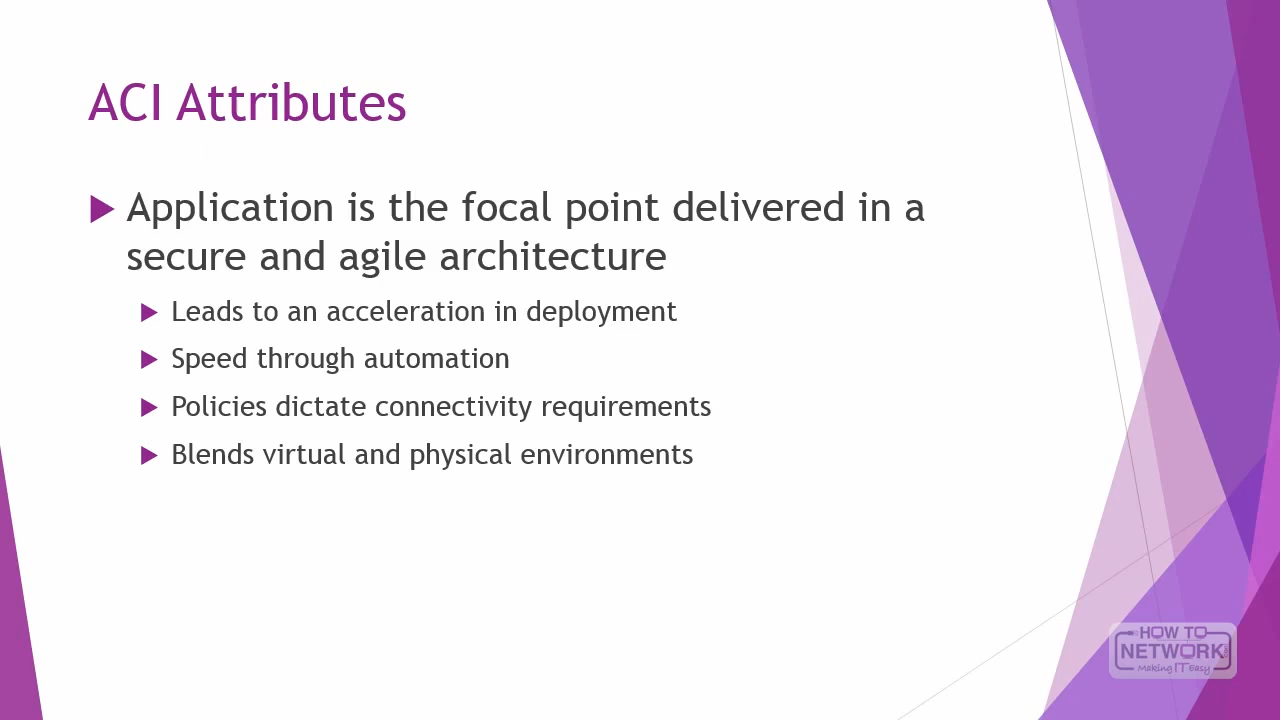 ACI Attributes
Application is the focal point delivered in a
secure and agile architecture
Leads to an acceleration in deployment
Speed through automation
Policies dictate connectivity requirements
Blends virtual and physical environments
HOW TO
NETWORK
Making IT Easy